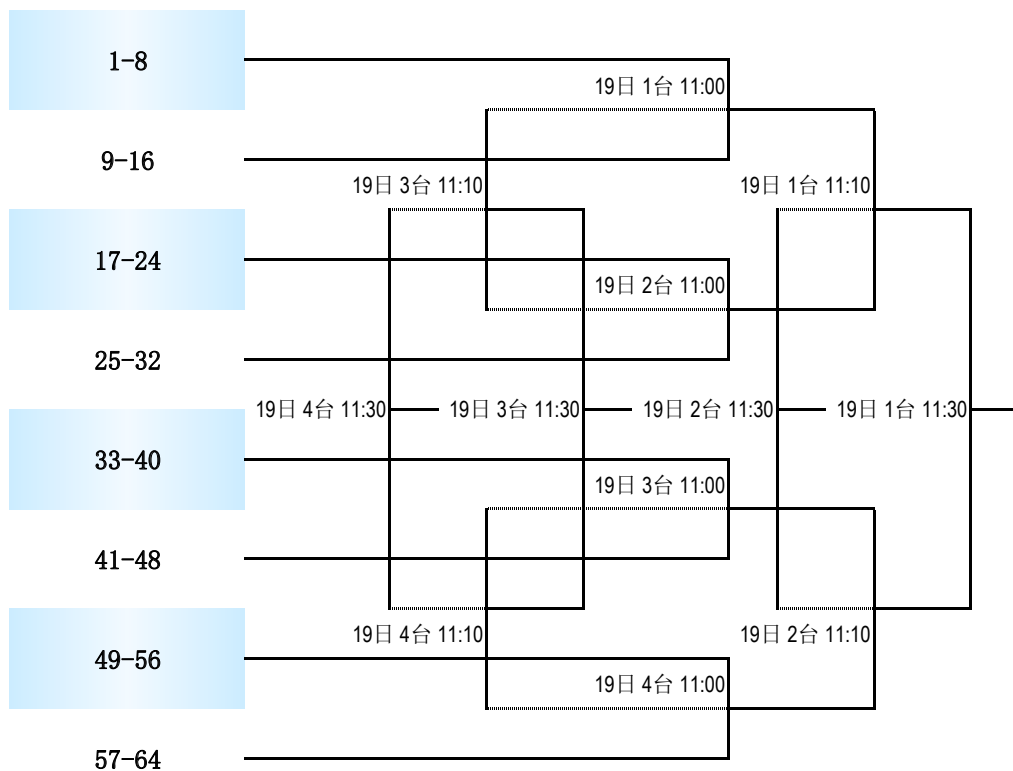 1-8
19日 1台 11:00
9-16
19日 3台 11:10
19日 1台 11:10
17-24
19日 2台 11:00
25-32
19日 4台 11:30
19日 3台 11:30
19日 2台 11:30
19日 1台 11:30
33-40
19日 3台 11:00
41-48
19日 4台 11:10
19日 2台 11:10
49-56
19日 4台 11:00
57-64